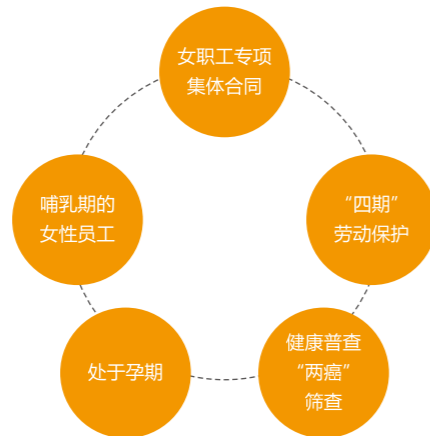 女职工专项
集体合同
“四期”
劳动保护
健康普查
“两癌”
筛查
处于孕期
哺乳期的
女性员工